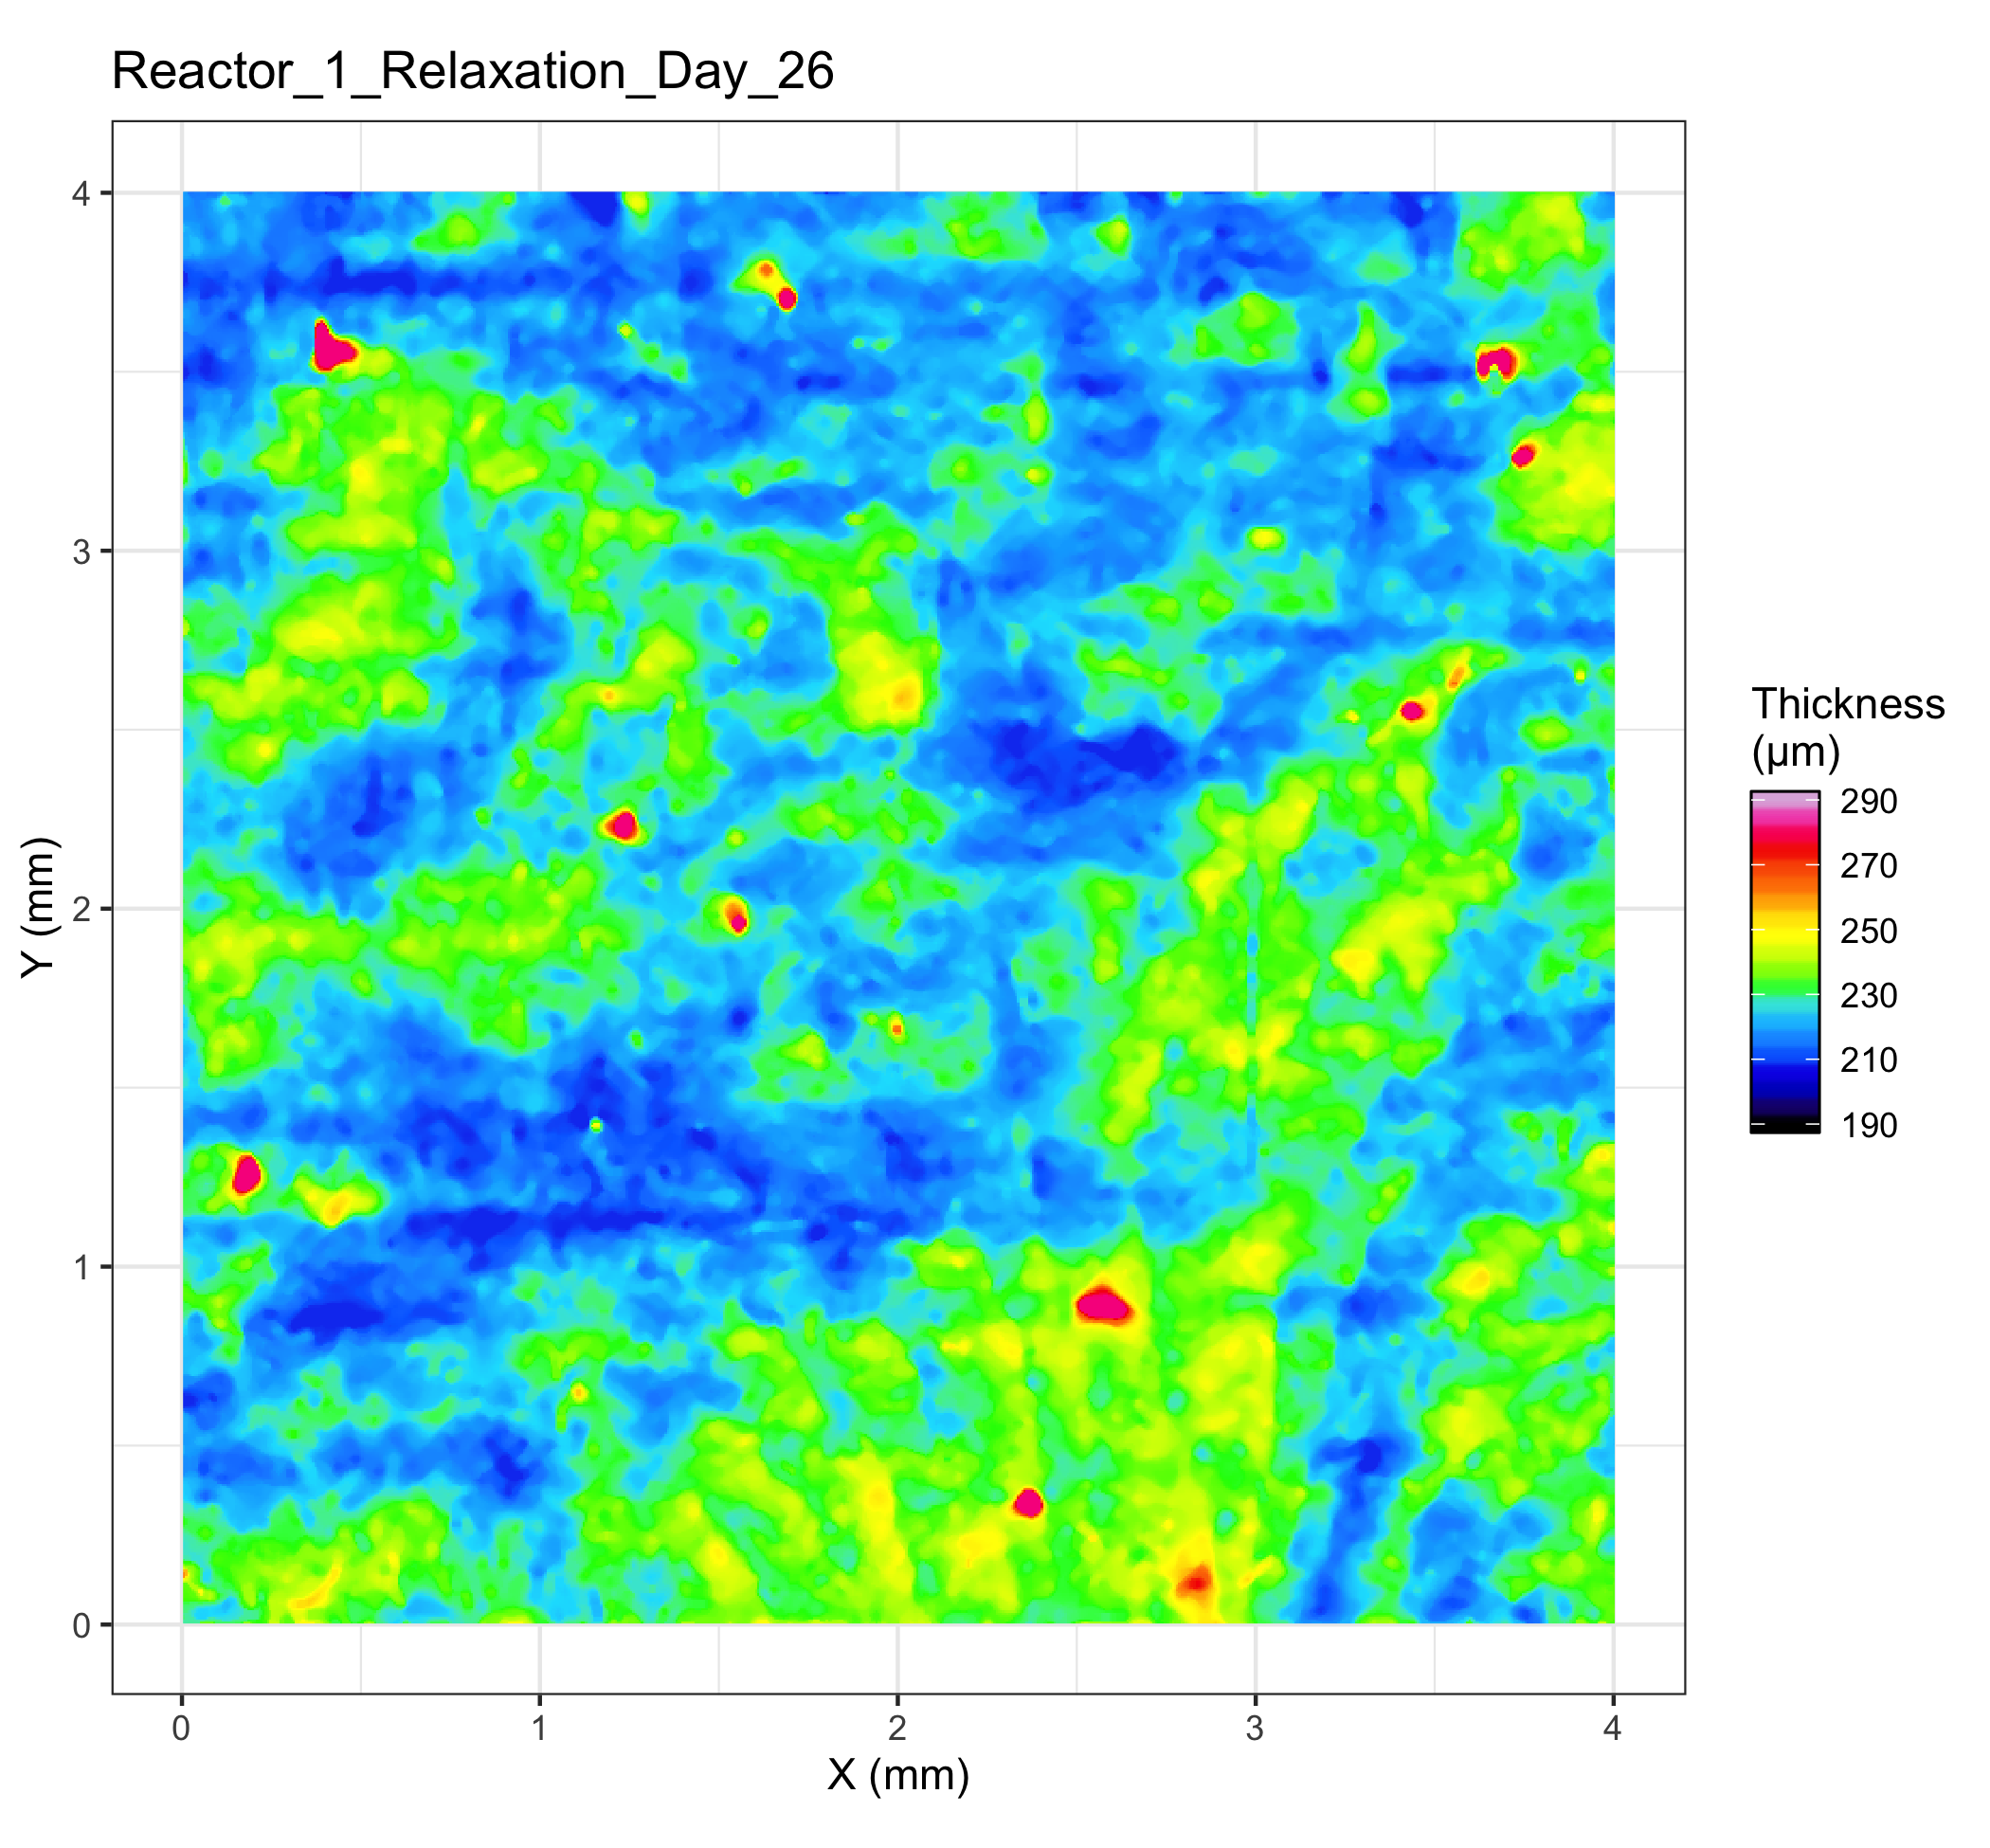 Reactor_1_Relaxation_Day_26
4
3
2
1
0
Y (mm)
0 1 2 3 4
X (mm)
Thickness
(µm)
290
270
250
230
210
190